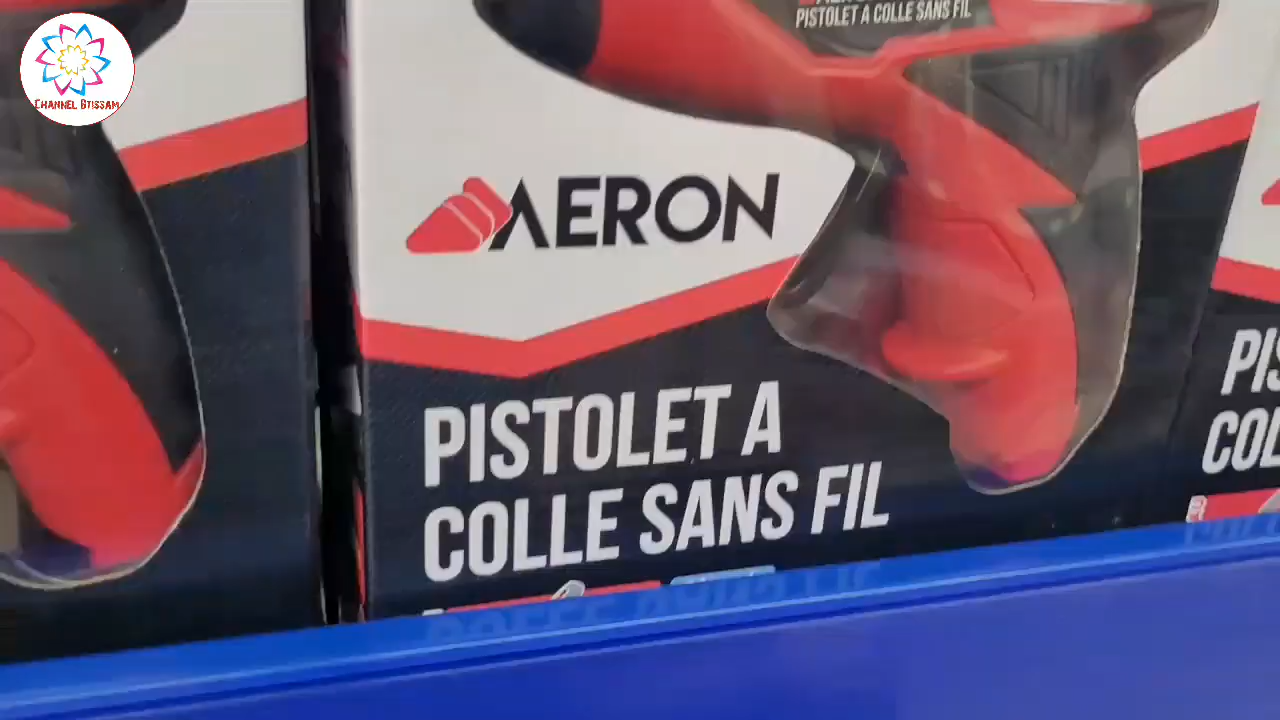 CHANNEL BTISSAM
PISTOLET A COLLE SANS FIL
AERON
PISTOLET A
COLLE SANS FIL
PIS
COL